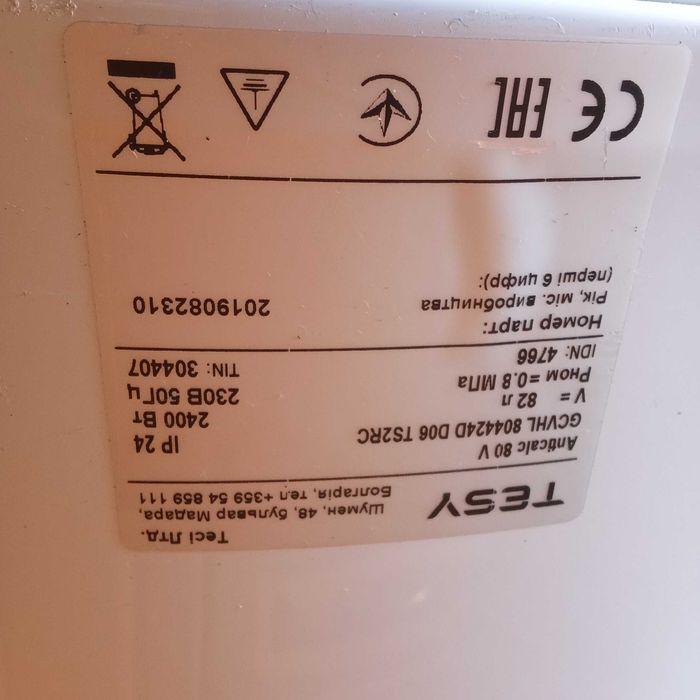 TESY
Тесі Лтд.
Шумен, 48, бульвар Мадара,
Болгарія, тел +359 54 859 111
Anticalc 80 V
IP 24
GCVHL 804424D D06 TS2RC
2400 Вт
V = 82 л
230В 50Гц
Рном =0.8 МПа
TIN: 304407
IDN: 4766
Номер парт:
Рік, міс. виробництва
2019082310
(перші 6 цифр):
CE EAC